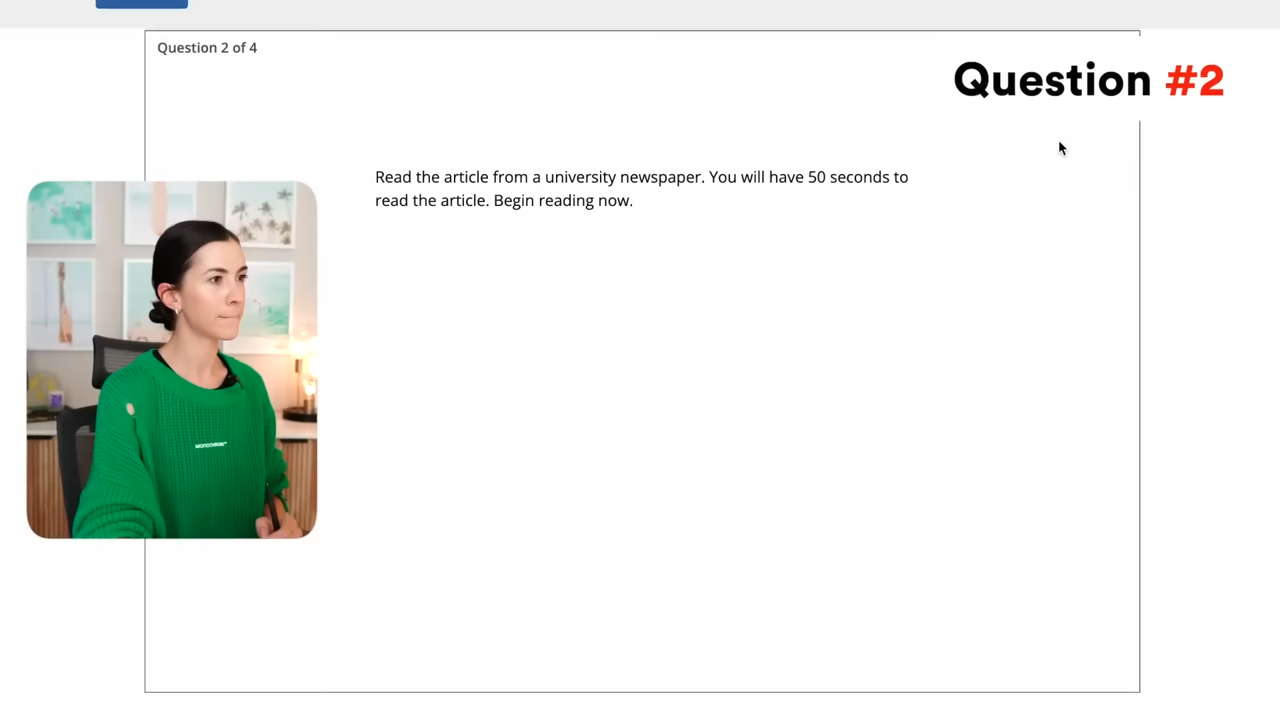 Question 2 of 4
Question #2
Read the article from a university newspaper. You will have 50 seconds to
read the article. Begin reading now.